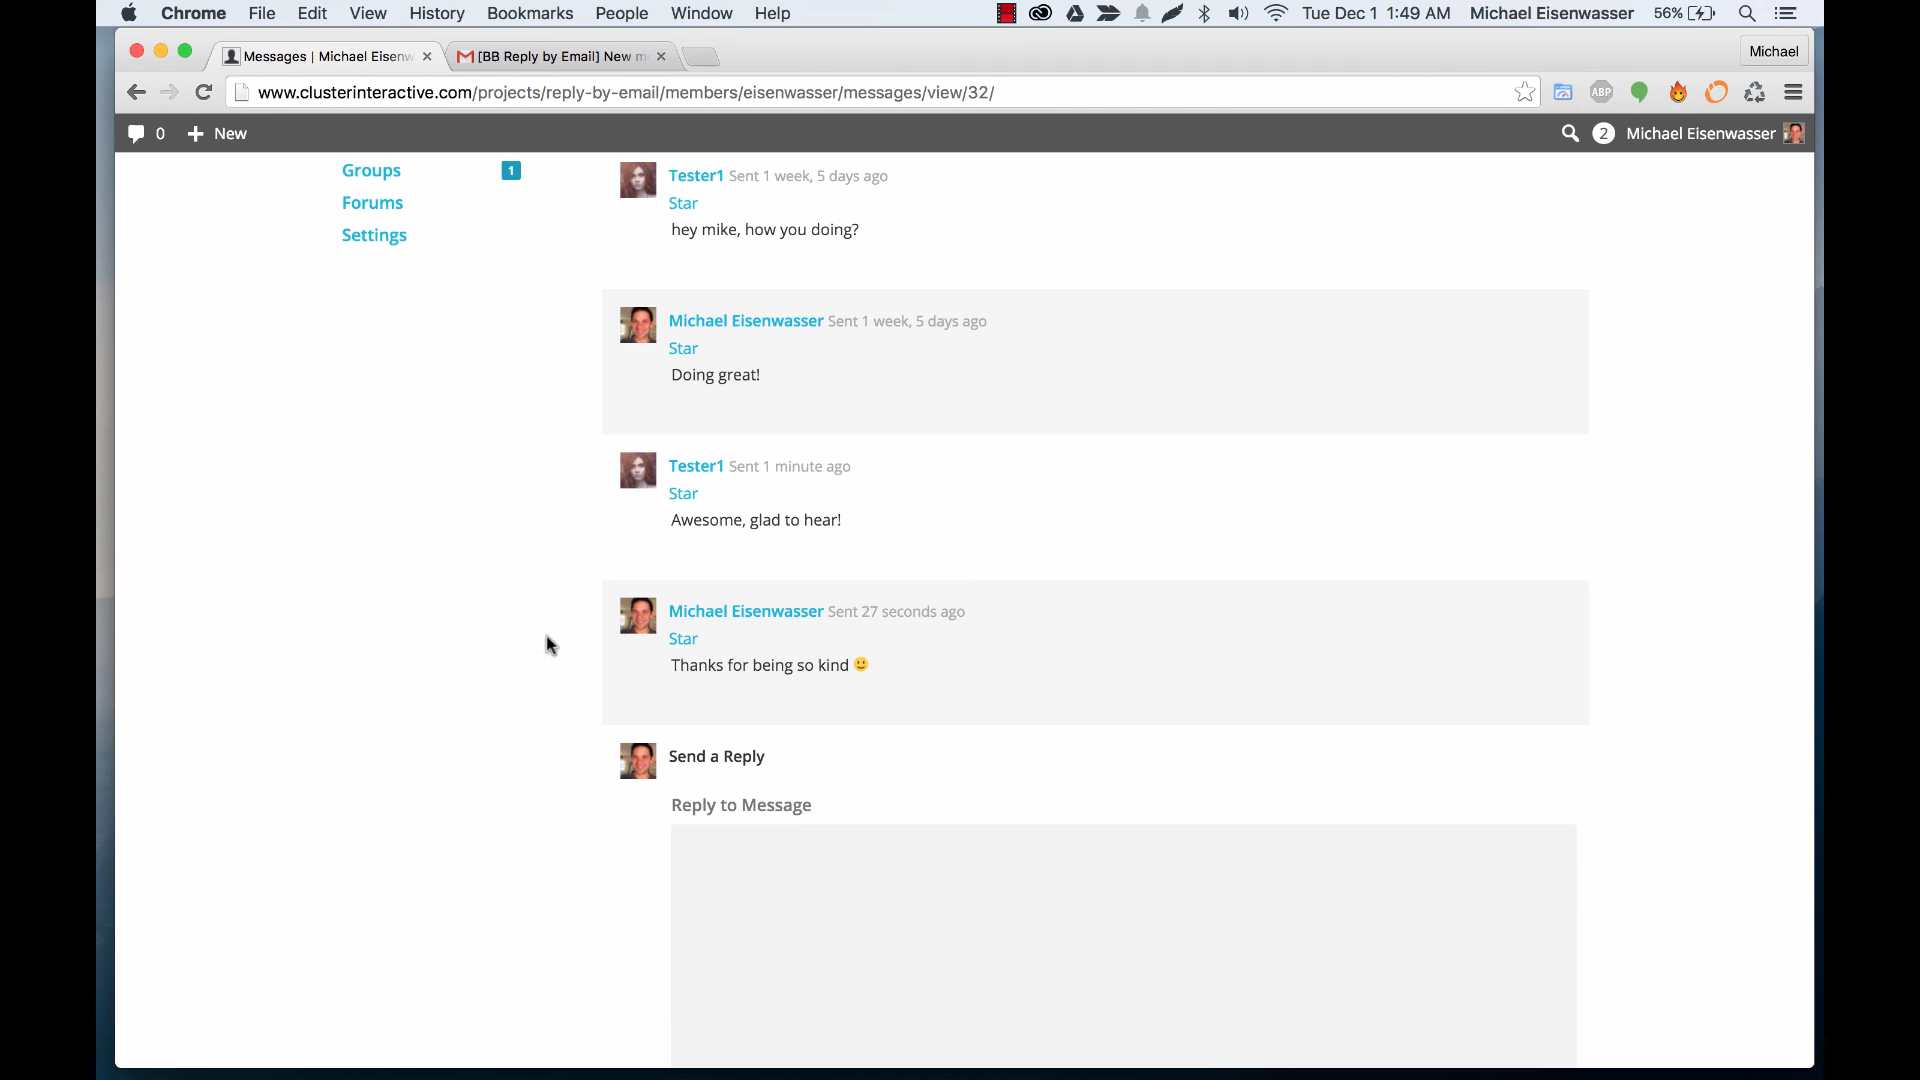 Chrome File Edit View History Bookmarks People Window Help Tue Dec 1 1:49 AM Michael Eisenwasser 56%
Messages | Michael Eisenw [BB Reply by Email] New m Michael
www.clusterinteractive.com/projects/reply-by-email/members/eisenwasser/messages/view/32/ ABP
0 New 2 Michael Eisenwasser
Groups 1
Forums
Settings
Tester1 Sent 1 week, 5 days ago
Star
hey mike, how you doing?
Michael Eisenwasser Sent 1 week, 5 days ago
Star
Doing great!
Tester1 Sent 1 minute ago
Star
Awesome, glad to hear!
Michael Eisenwasser Sent 27 seconds ago
Star
Thanks for being so kind 🙂
Send a Reply
Reply to Message